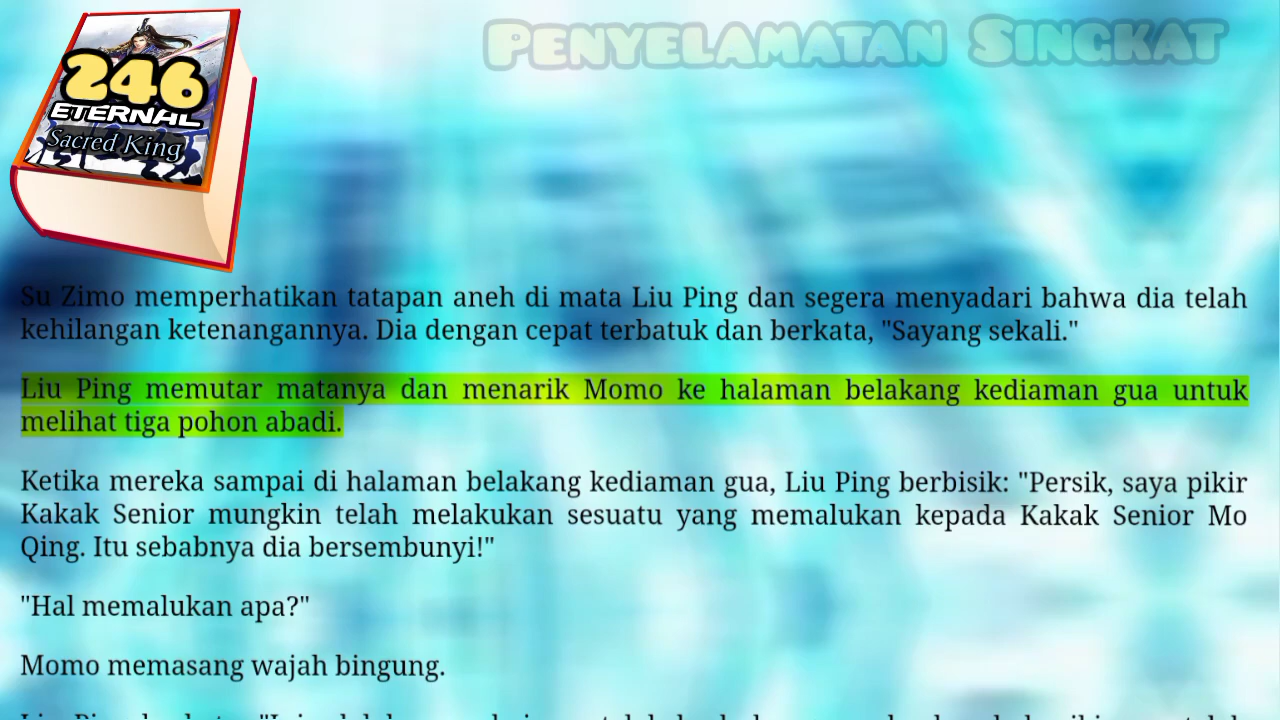 Penyelamatan Singkat
246
ETERNAL
Sacred King
Su Zimo memperhatikan tatapan aneh di mata Liu Ping dan segera menyadari bahwa dia telah
kehilangan ketenangannya. Dia dengan cepat terbatuk dan berkata, "Sayang sekali."
Liu Ping memutar matanya dan menarik Momo ke halaman belakang kediaman gua untuk
melihat tiga pohon abadi.
Ketika mereka sampai di halaman belakang kediaman gua, Liu Ping berbisik: "Persik, saya pikir
Kakak Senior mungkin telah melakukan sesuatu yang memalukan kepada Kakak Senior Mo
Qing. Itu sebabnya dia bersembunyi!"
"Hal memalukan apa?"
Momo memasang wajah bingung.